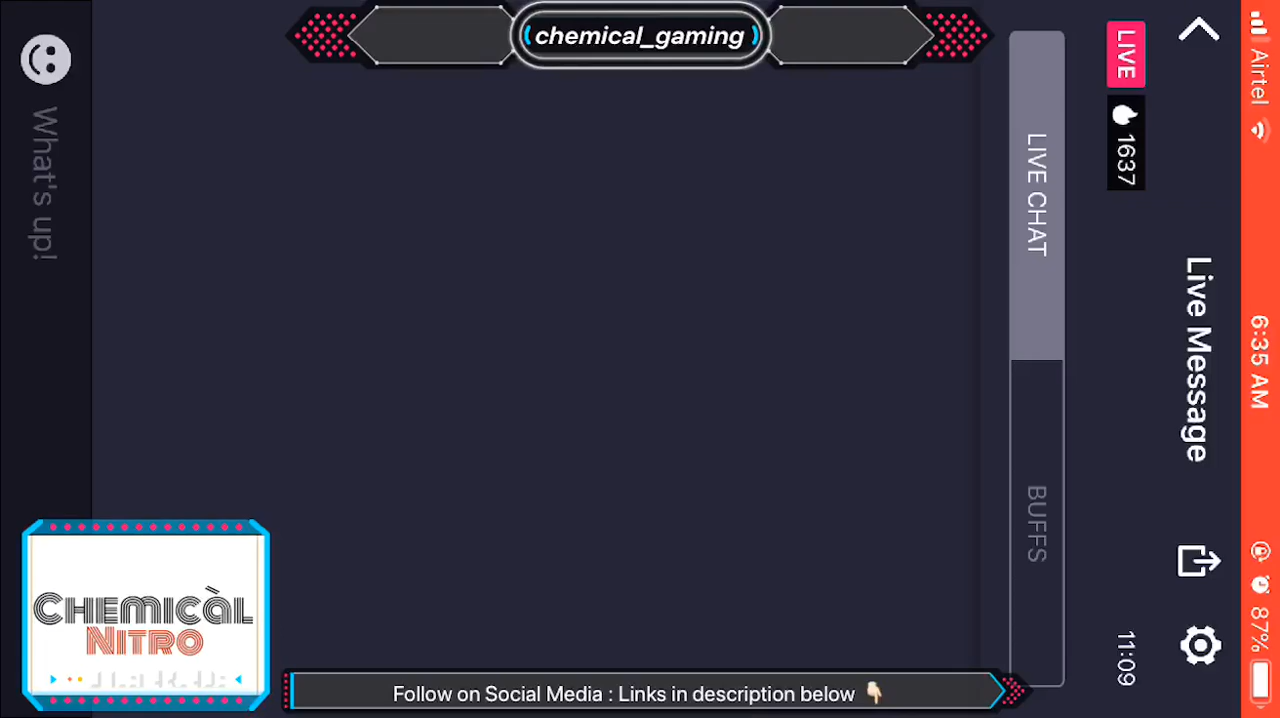 chemical_gaming
Airtel
6:35 AM
87%
Live Message
LIVE
1637
11:09
LIVE CHAT
BUFFS
What's up!
CHEMICÀL
NITRO
Follow on Social Media : Links in description below 👇🏻